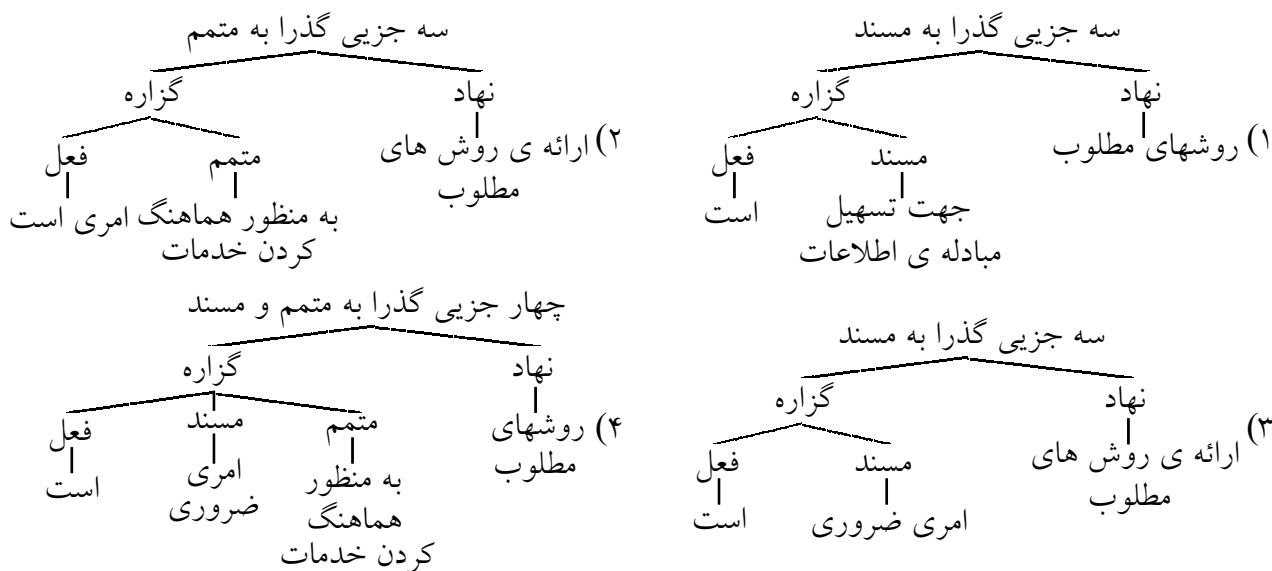 سه جزیی گذرا به مسند
نهاد گزاره
۱) روشهای مطلوب
مسند فعل
جهت تسهیل
مبادله ی اطلاعات
است
سه جزیی گذرا به متمم
نهاد گزاره
۲) ارائه ی روش های
مطلوب
متمم فعل
به منظور هماهنگ
کردن خدمات
امری است
سه جزیی گذرا به مسند
نهاد گزاره
۳) ارائه ی روش های
مطلوب
مسند فعل
امری ضروری
است
چهار جزیی گذرا به متمم و مسند
نهاد گزاره
۴) روشهای
مطلوب
متمم مسند فعل
به منظور
هماهنگ
کردن خدمات
امری
ضروری
است